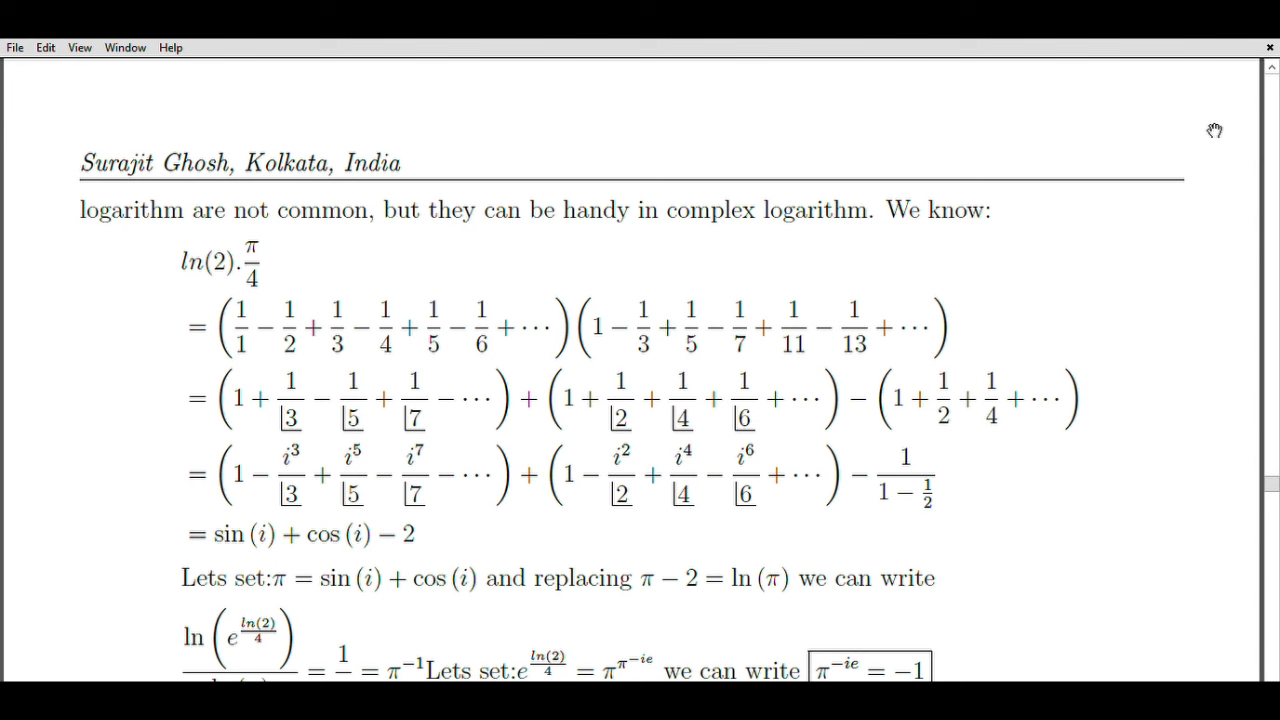 File Edit View Window Help ×
Surajit Ghosh, Kolkata, India
logarithm are not common, but they can be handy in complex logarithm. We know:
ln(2).π/4
= (1/1 − 1/2 + 1/3 − 1/4 + 1/5 − 1/6 + ⋯)(1 − 1/3 + 1/5 − 1/7 + 1/11 − 1/13 + ⋯)
= (1 + 1/⌊3 − 1/⌊5 + 1/⌊7 − ⋯) + (1 + 1/⌊2 + 1/⌊4 + 1/⌊6 + ⋯) − (1 + 1/2 + 1/4 + ⋯)
= (1 − i³/⌊3 + i⁵/⌊5 − i⁷/⌊7 − ⋯) + (1 − i²/⌊2 + i⁴/⌊4 − i⁶/⌊6 + ⋯) − 1/(1 − 1/2)
= sin (i) + cos (i) − 2
Lets set:π = sin (i) + cos (i) and replacing π − 2 = ln (π) we can write
ln (e^(ln(2)/4)) = 1 = π^−1 Lets set:e^(ln(2)/4) = π^(π^(−ie)) we can write π^(−ie) = −1